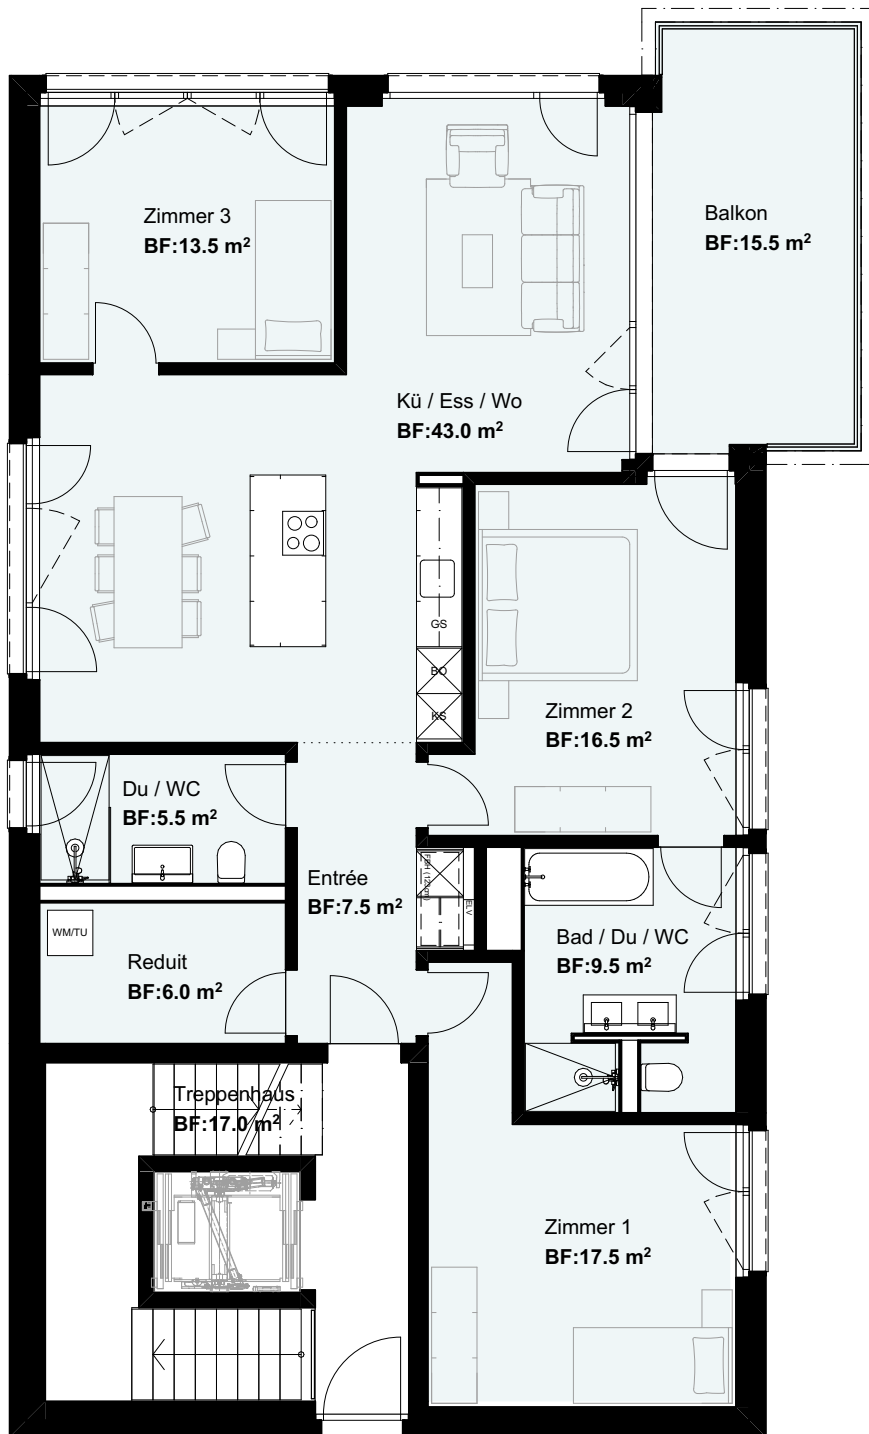 Zimmer 3
BF:13.5 m²
Balkon
BF:15.5 m²
Kü / Ess / Wo
BF:43.0 m²
GS
BO
KS
Zimmer 2
BF:16.5 m²
Du / WC
BF:5.5 m²
Entrée
BF:7.5 m²
ELV
WM/TU
Reduit
BF:6.0 m²
Bad / Du / WC
BF:9.5 m²
Treppenhaus
BF:17.0 m²
Zimmer 1
BF:17.5 m²